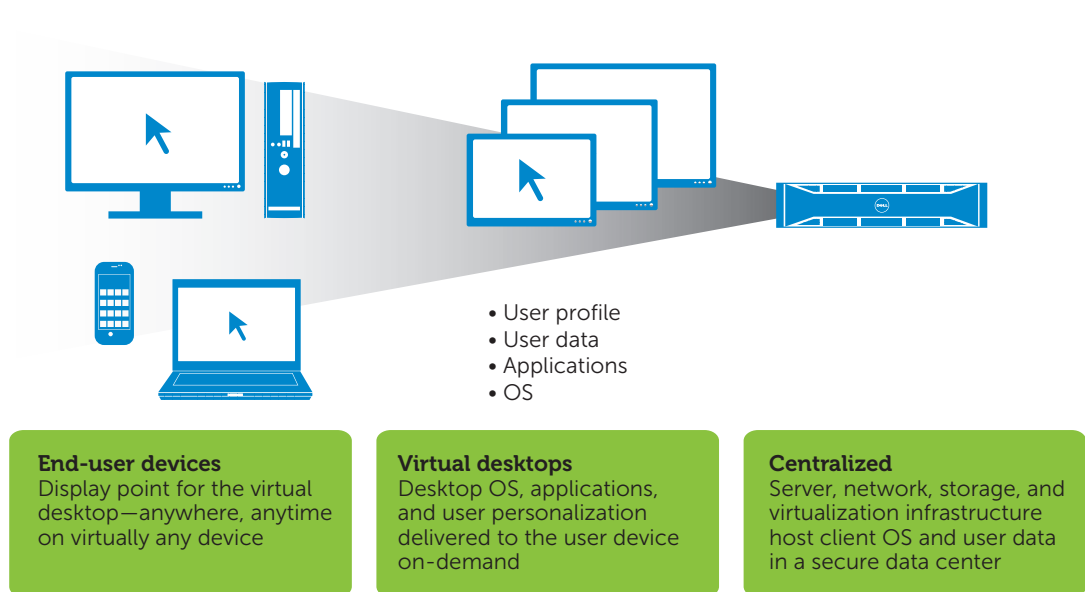 DELL
• User profile
• User data
• Applications
• OS
End-user devices
Display point for the virtual
desktop—anywhere, anytime
on virtually any device
Virtual desktops
Desktop OS, applications,
and user personalization
delivered to the user device
on-demand
Centralized
Server, network, storage, and
virtualization infrastructure
host client OS and user data
in a secure data center